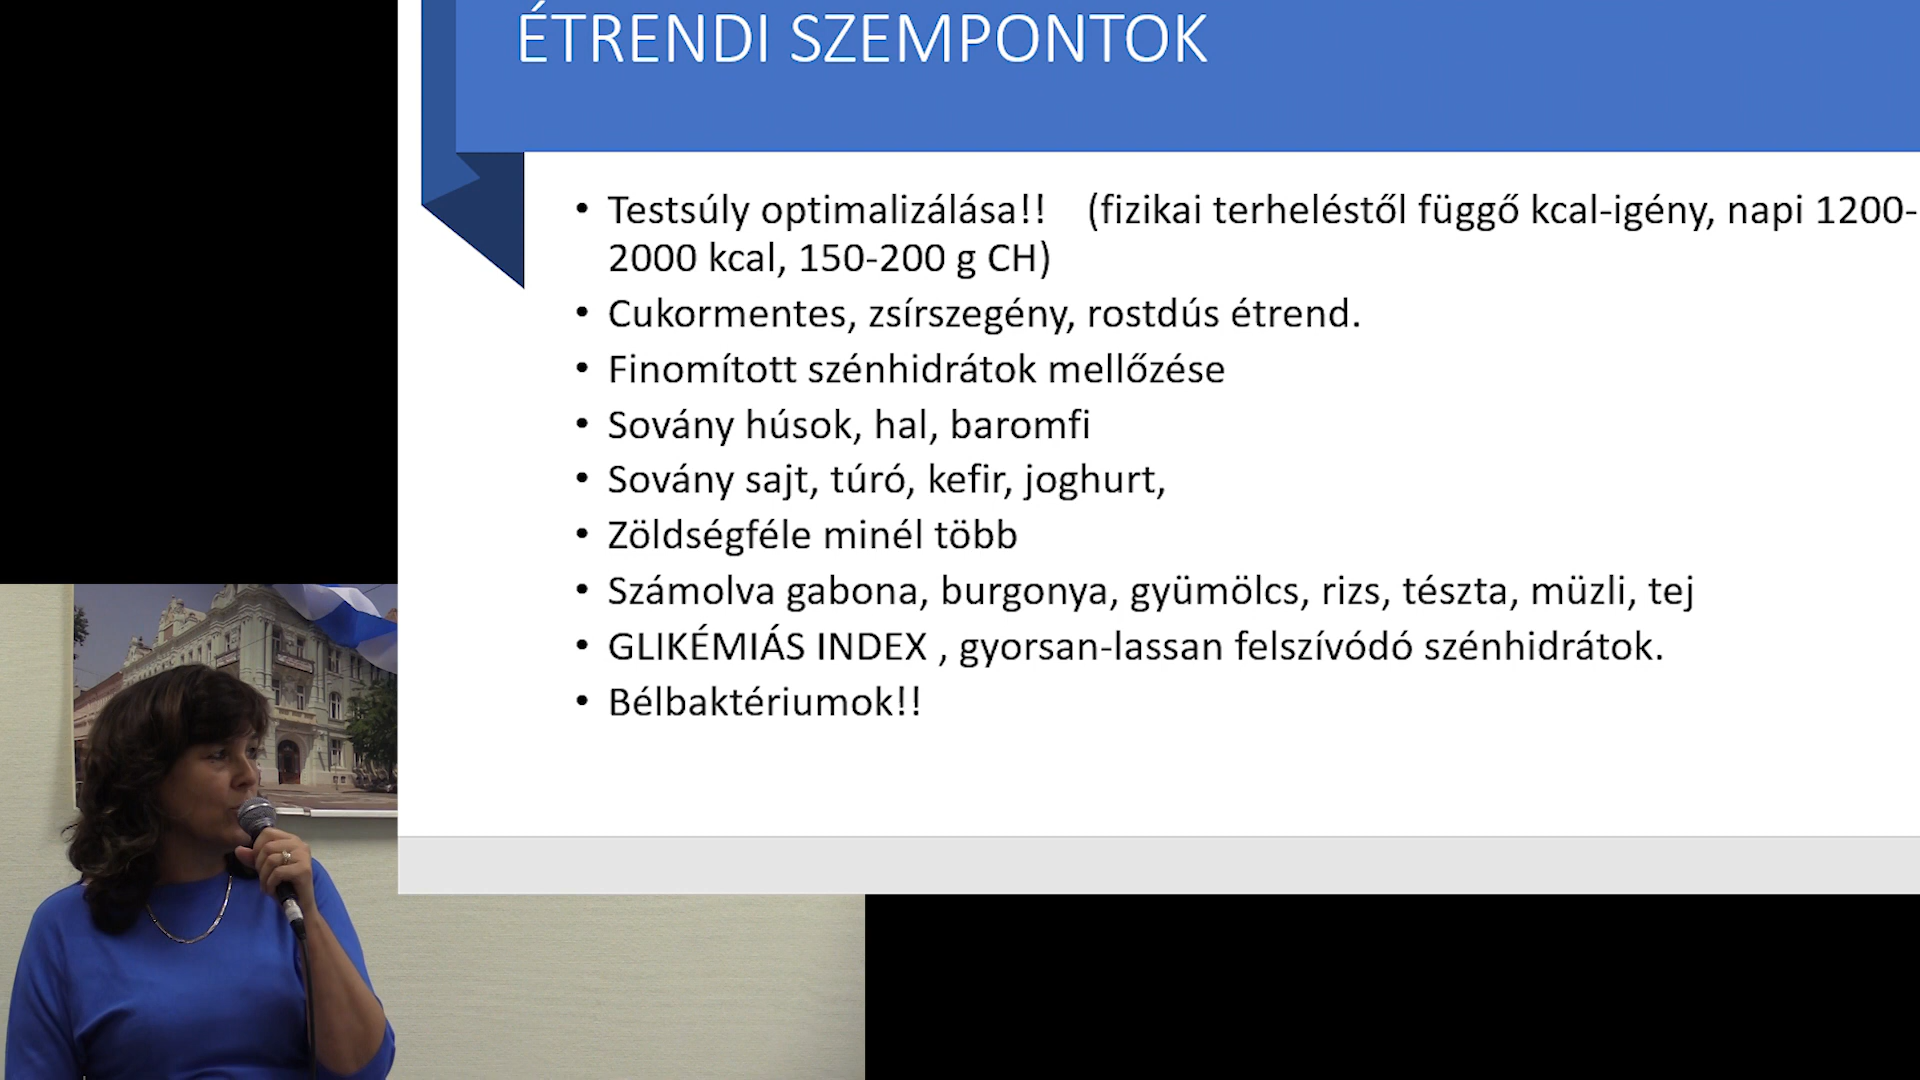 ÉTRENDI SZEMPONTOK
• Testsúly optimalizálása!! (fizikai terheléstől függő kcal-igény, napi 1200-
2000 kcal, 150-200 g CH)
• Cukormentes, zsírszegény, rostdús étrend.
• Finomított szénhidrátok mellőzése
• Sovány húsok, hal, baromfi
• Sovány sajt, túró, kefir, joghurt,
• Zöldségféle minél több
• Számolva gabona, burgonya, gyümölcs, rizs, tészta, müzli, tej
• GLIKÉMIÁS INDEX , gyorsan-lassan felszívódó szénhidrátok.
• Bélbaktériumok!!